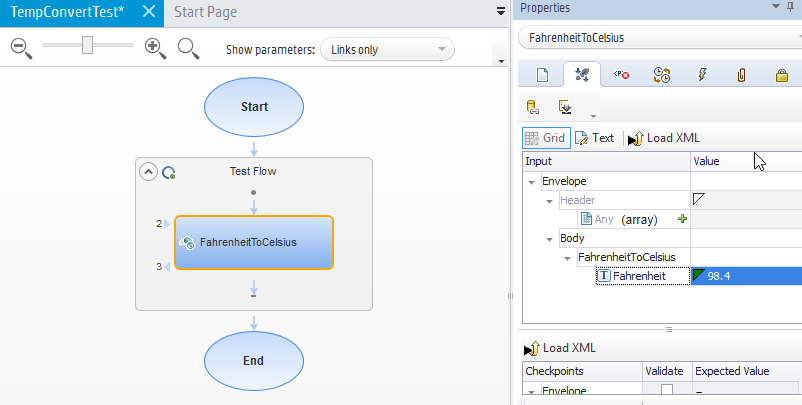 TempConvertTest*
Start Page
Show parameters: Links only
Start
Test Flow
2
FahrenheitToCelsius
3
End
Properties
FahrenheitToCelsius
Grid Text Load XML
Input Value
Envelope
Header
Any (array)
Body
FahrenheitToCelsius
T Fahrenheit 98.4
Load XML
Checkpoints Validate Expected Value
Envelope